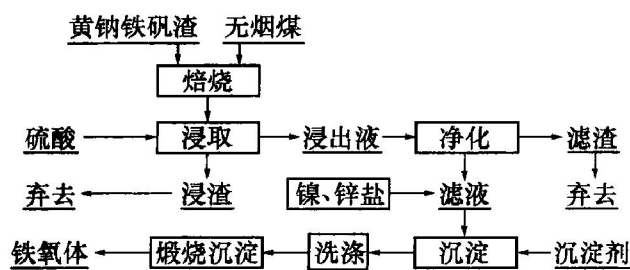 黄钠铁矾渣 无烟煤
焙烧
硫酸 浸取 浸出液 净化 滤渣
弃去 浸渣 镍、锌盐 滤液 弃去
铁氧体 煅烧沉淀 洗涤 沉淀 沉淀剂